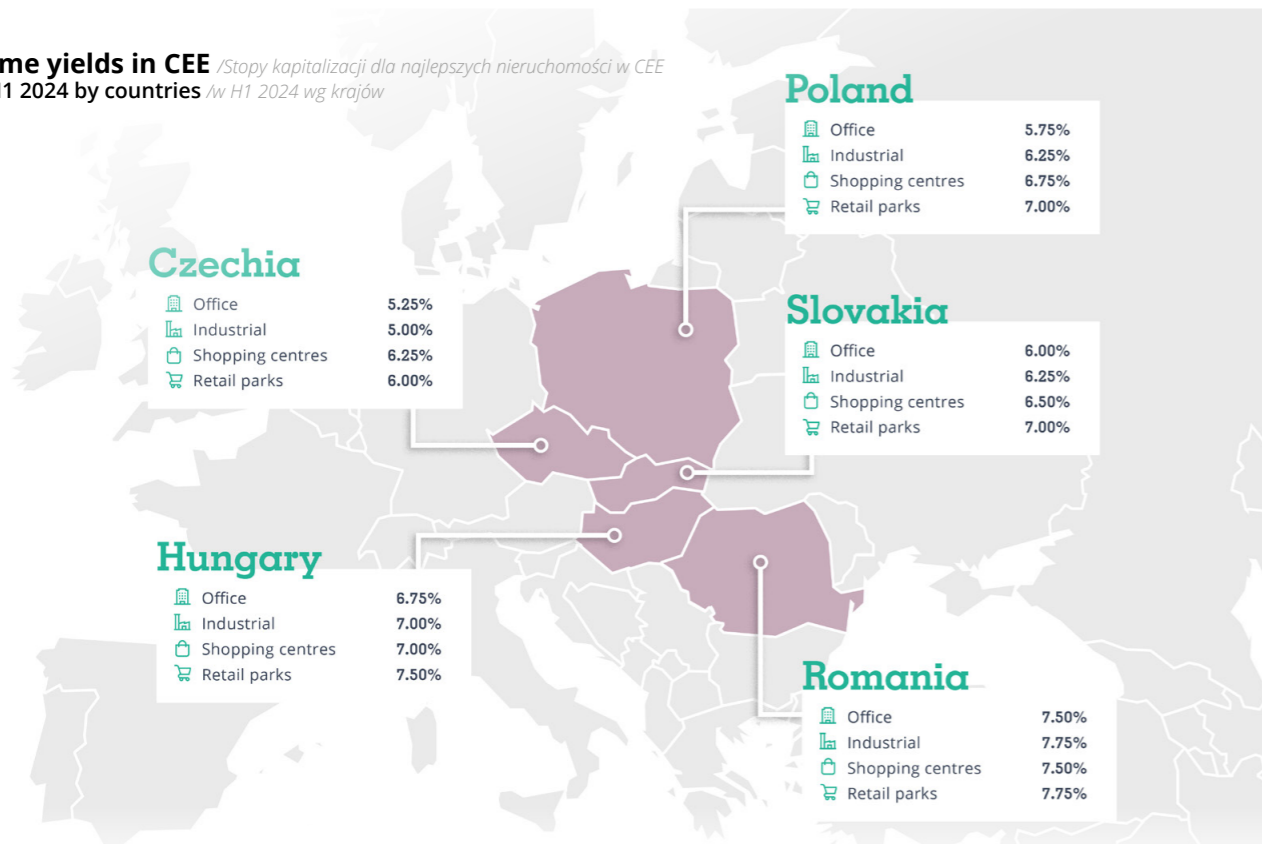 me yields in CEE /Stopy kapitalizacji dla najlepszych nieruchomości w CEE
H1 2024 by countries /w H1 2024 wg krajów
Poland
Office 5.75%
Industrial 6.25%
Shopping centres 6.75%
Retail parks 7.00%
Czechia
Office 5.25%
Industrial 5.00%
Shopping centres 6.25%
Retail parks 6.00%
Slovakia
Office 6.00%
Industrial 6.25%
Shopping centres 6.50%
Retail parks 7.00%
Hungary
Office 6.75%
Industrial 7.00%
Shopping centres 7.00%
Retail parks 7.50%
Romania
Office 7.50%
Industrial 7.75%
Shopping centres 7.50%
Retail parks 7.75%